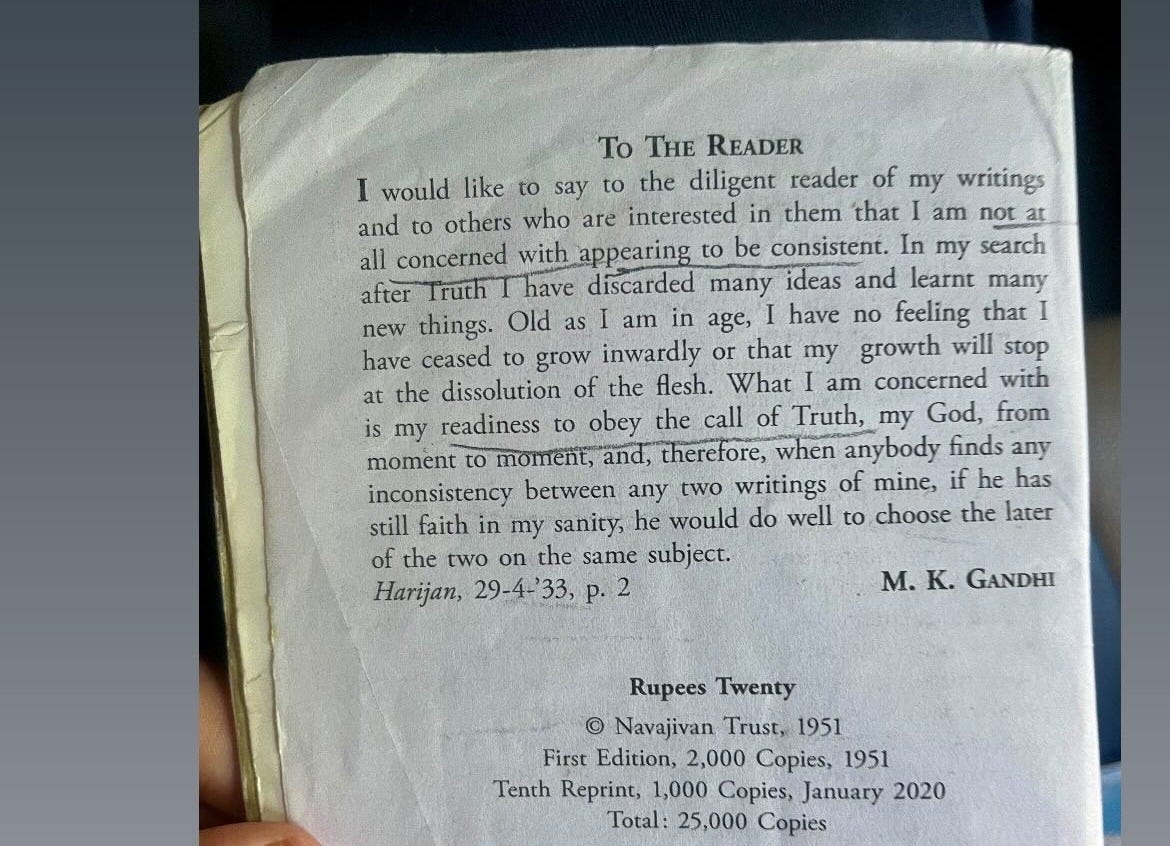 To The Reader
I would like to say to the diligent reader of my writings
and to others who are interested in them that I am not at
all concerned with appearing to be consistent. In my search
after Truth I have discarded many ideas and learnt many
new things. Old as I am in age, I have no feeling that I
have ceased to grow inwardly or that my growth will stop
at the dissolution of the flesh. What I am concerned with
is my readiness to obey the call of Truth, my God, from
moment to moment, and, therefore, when anybody finds any
inconsistency between any two writings of mine, if he has
still faith in my sanity, he would do well to choose the later
of the two on the same subject.
Harijan, 29-4-'33, p. 2 M. K. Gandhi
Rupees Twenty
© Navajivan Trust, 1951
First Edition, 2,000 Copies, 1951
Tenth Reprint, 1,000 Copies, January 2020
Total: 25,000 Copies